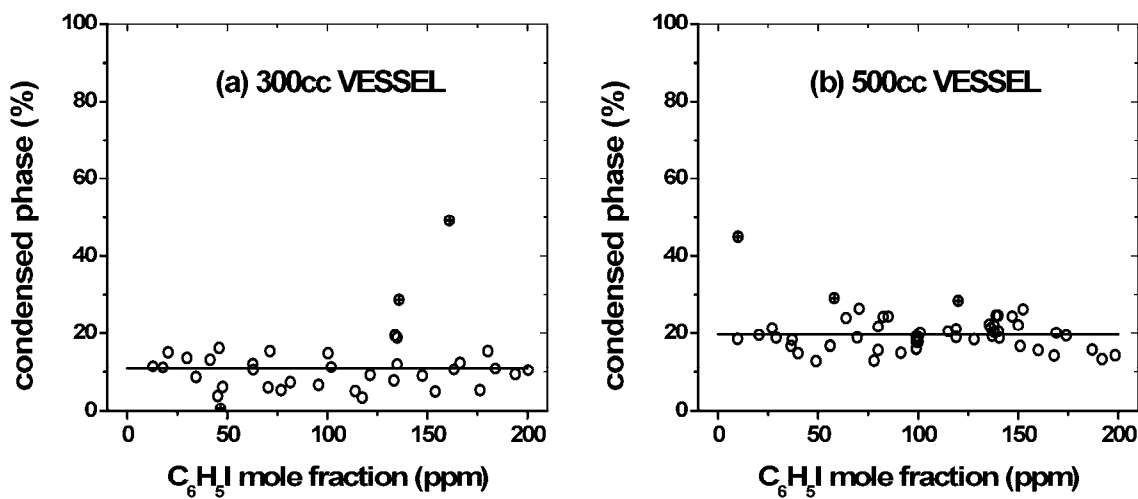 (a) 300cc VESSEL
condensed phase (%)
100
80
60
40
20
0
0 50 100 150 200
C₆H₅I mole fraction (ppm)
(b) 500cc VESSEL
condensed phase (%)
100
80
60
40
20
0
0 50 100 150 200
C₆H₅I mole fraction (ppm)